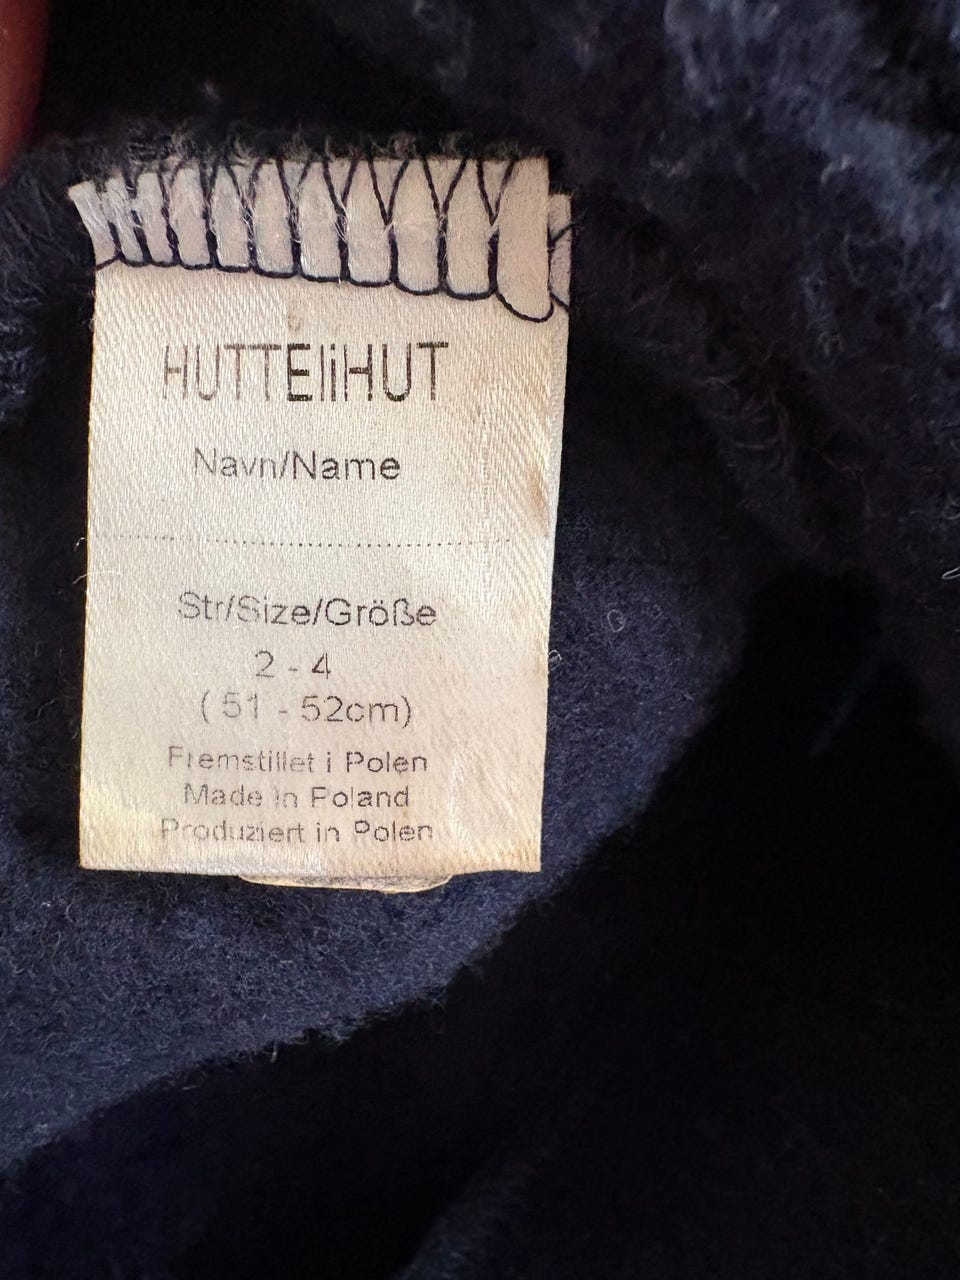 HUTTEliHUT
Navn/Name
Str/Size/Größe
2 - 4
( 51 - 52cm)
Fremstillet i Polen
Made in Poland
Produziert in Polen